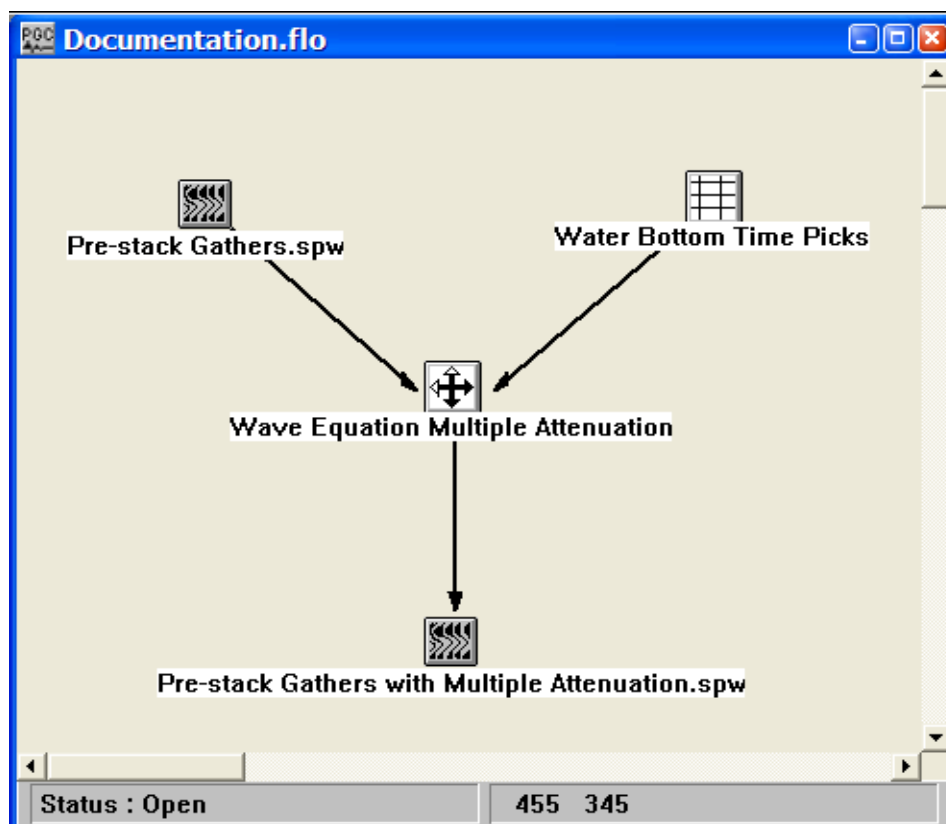 PGC
Documentation.flo
Pre-stack Gathers.spw
Water Bottom Time Picks
Wave Equation Multiple Attenuation
Pre-stack Gathers with Multiple Attenuation.spw
Status : Open
455 345